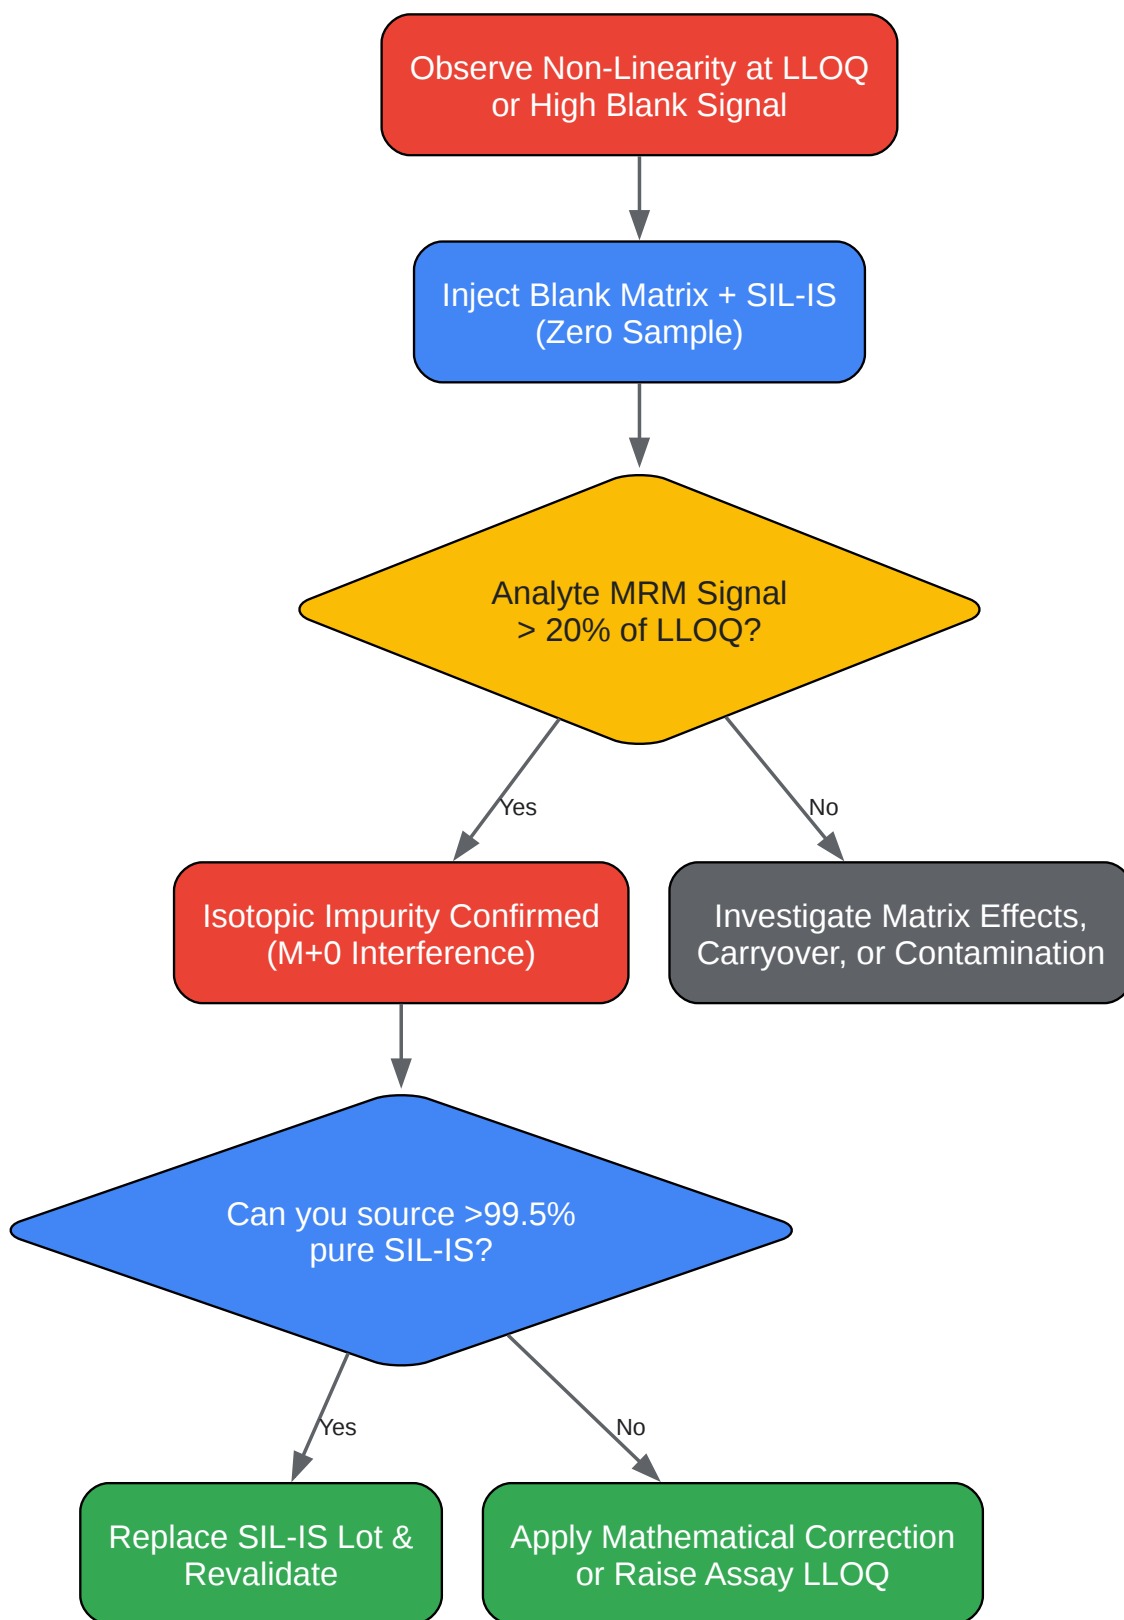 Observe Non-Linearity at LLOQ
or High Blank Signal
Inject Blank Matrix + SIL-IS
(Zero Sample)
Analyte MRM Signal
> 20% of LLOQ?
Yes
No
Isotopic Impurity Confirmed
(M+0 Interference)
Investigate Matrix Effects,
Carryover, or Contamination
Can you source >99.5%
pure SIL-IS?
Yes
No
Replace SIL-IS Lot &
Revalidate
Apply Mathematical Correction
or Raise Assay LLOQ